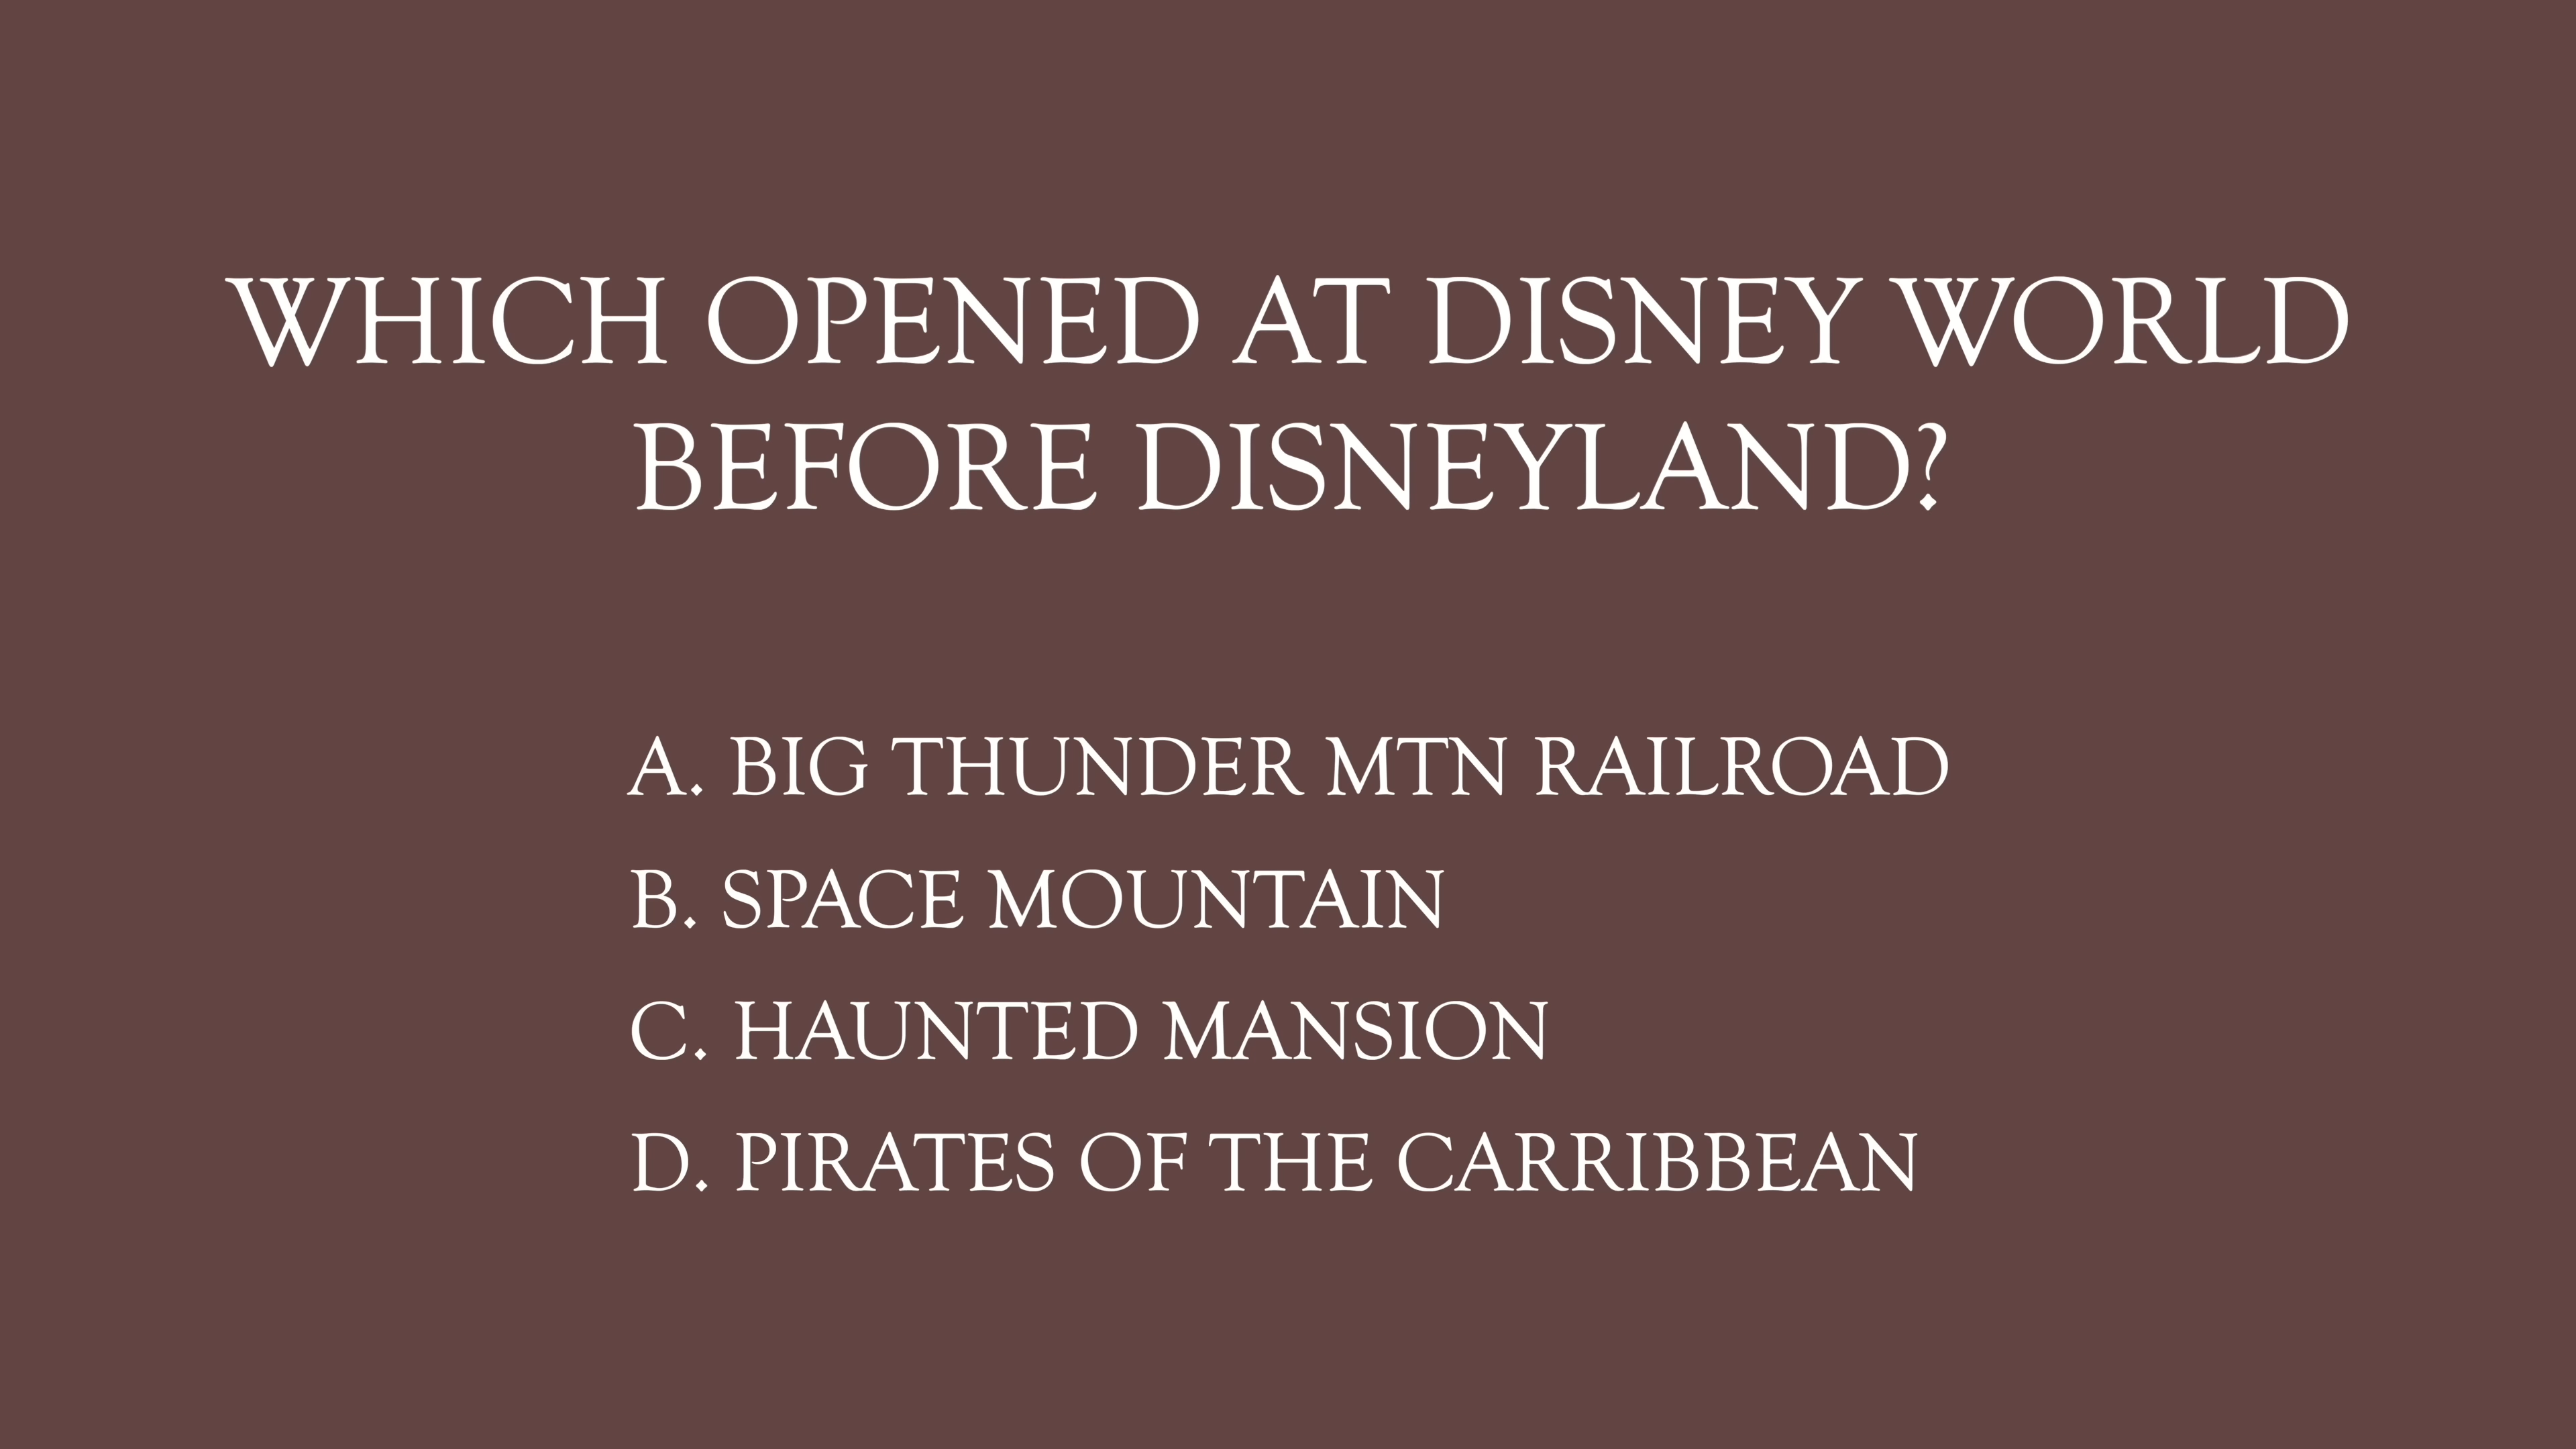 WHICH OPENED AT DISNEY WORLD
BEFORE DISNEYLAND?
A. BIG THUNDER MTN RAILROAD
B. SPACE MOUNTAIN
C. HAUNTED MANSION
D. PIRATES OF THE CARRIBBEAN